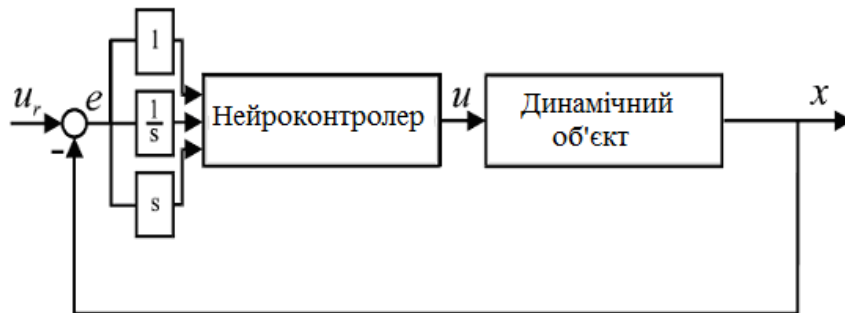 1
u_r
e
1
s
Нейроконтролер
u
Динамічний
об'єкт
x
-
s